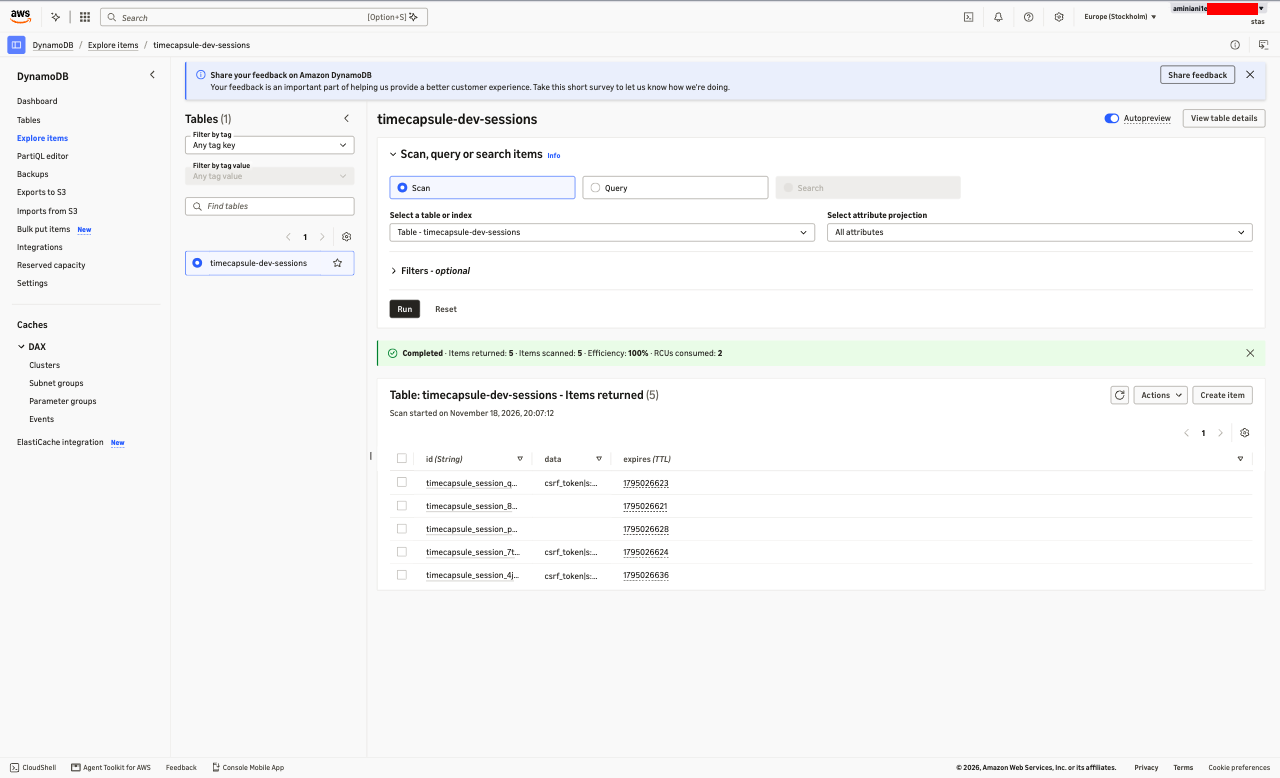 aws
Search
[Option+S]
Europe (Stockholm)
aminiani1e
stas
DynamoDB / Explore items / timecapsule-dev-sessions
DynamoDB
Dashboard
Tables
Explore items
PartiQL editor
Backups
Exports to S3
Imports from S3
Bulk put items New
Integrations
Reserved capacity
Settings
Caches
DAX
Clusters
Subnet groups
Parameter groups
Events
ElastiCache integration New
Share your feedback on Amazon DynamoDB
Your feedback is an important part of helping us provide a better customer experience. Take this short survey to let us know how we're doing.
Share feedback
Tables (1)
Filter by tag
Any tag key
Filter by tag value
Any tag value
Find tables
1
timecapsule-dev-sessions
timecapsule-dev-sessions
Autopreview
View table details
Scan, query or search items Info
Scan
Query
Search
Select a table or index
Table - timecapsule-dev-sessions
Select attribute projection
All attributes
Filters - optional
Run
Reset
Completed · Items returned: 5 · Items scanned: 5 · Efficiency: 100% · RCUs consumed: 2
Table: timecapsule-dev-sessions - Items returned (5)
Scan started on November 18, 2026, 20:07:12
Actions
Create item
1
id (String) data expires (TTL)
timecapsule_session_q... csrf_token|s:... 1795026623
timecapsule_session_8... 1795026621
timecapsule_session_p... 1795026628
timecapsule_session_7t... csrf_token|s:... 1795026624
timecapsule_session_4j... csrf_token|s:... 1795026636
CloudShell
Agent Toolkit for AWS
Feedback
Console Mobile App
© 2026, Amazon Web Services, Inc. or its affiliates.
Privacy
Terms
Cookie preferences